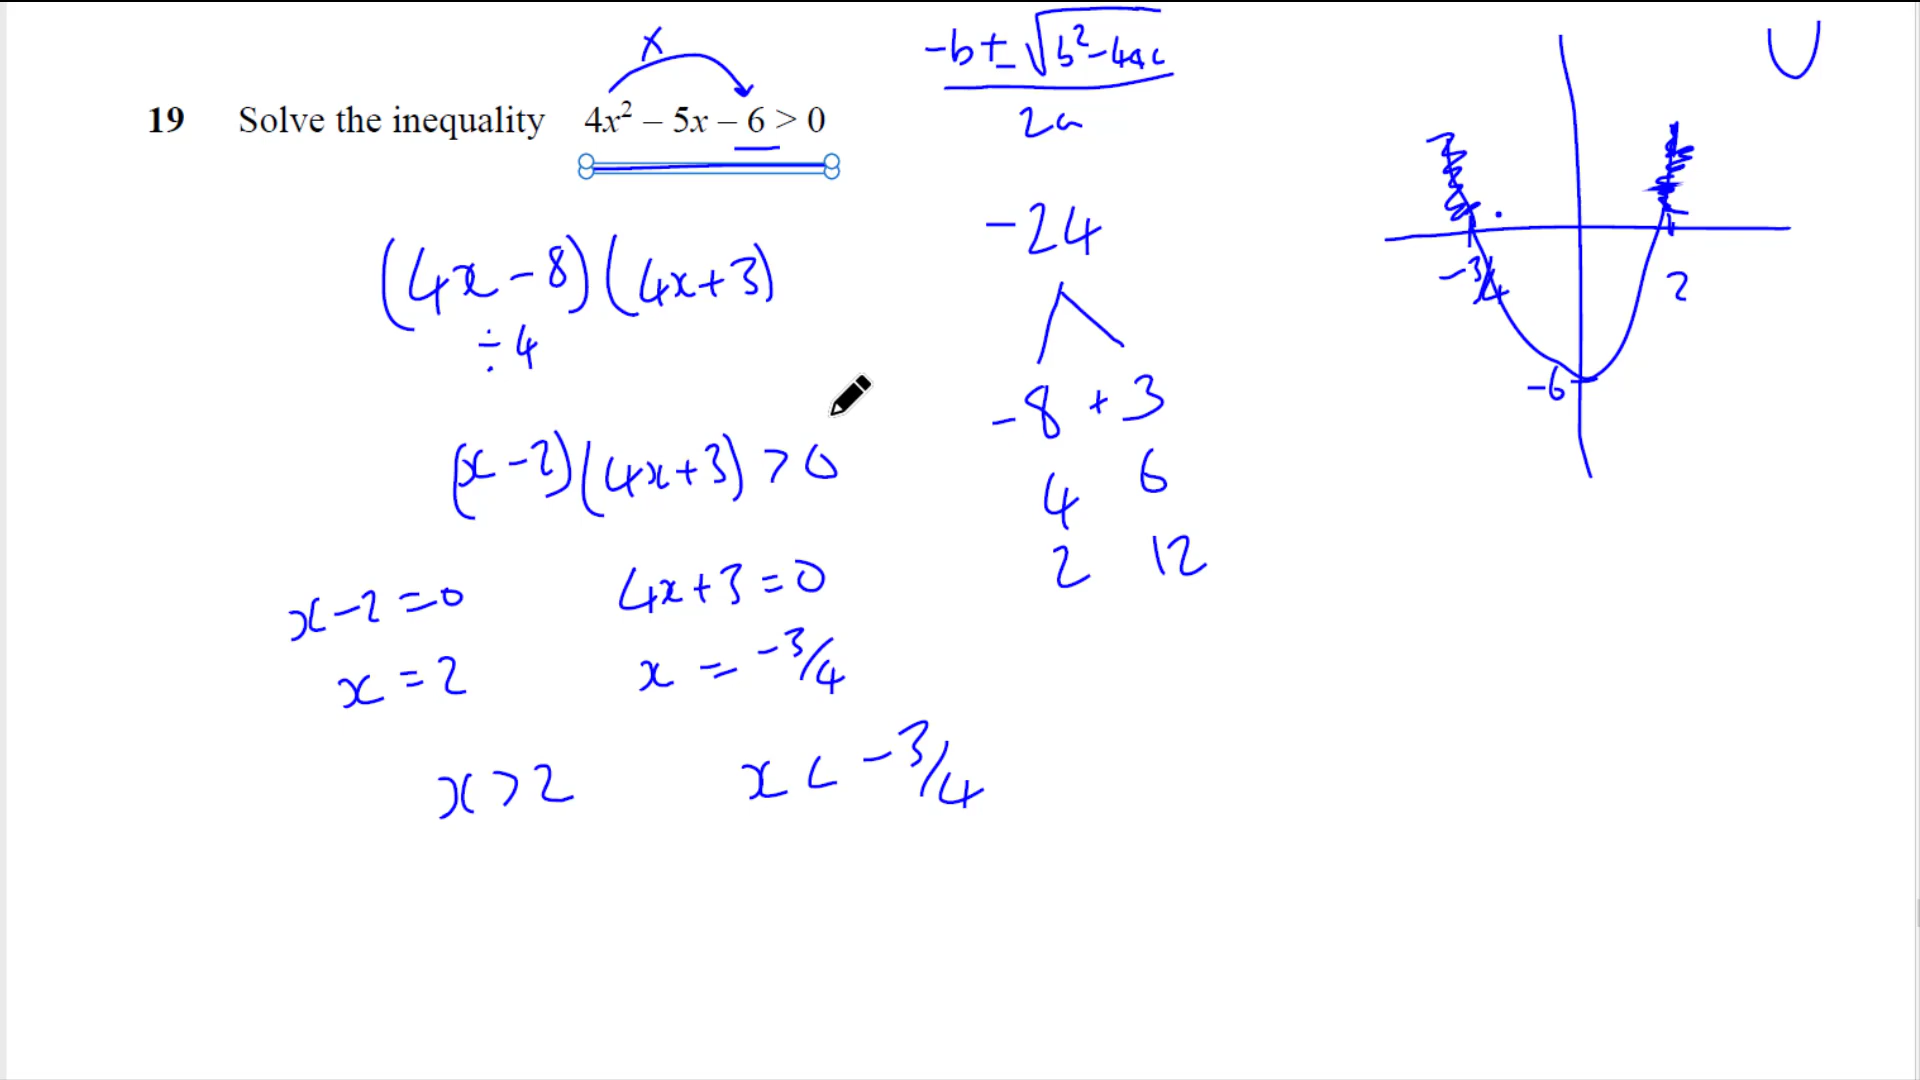 x
19 Solve the inequality 4x² – 5x – 6 > 0
(4x-8)(4x+3)
÷4
(x-2)(4x+3)>0
x-2=0 4x+3=0
x=2 x = -3/4
x>2 x < -3/4
-b±√b²-4ac
2a
-24
-8 +3
4 6
2 12
-3/4 2
-6